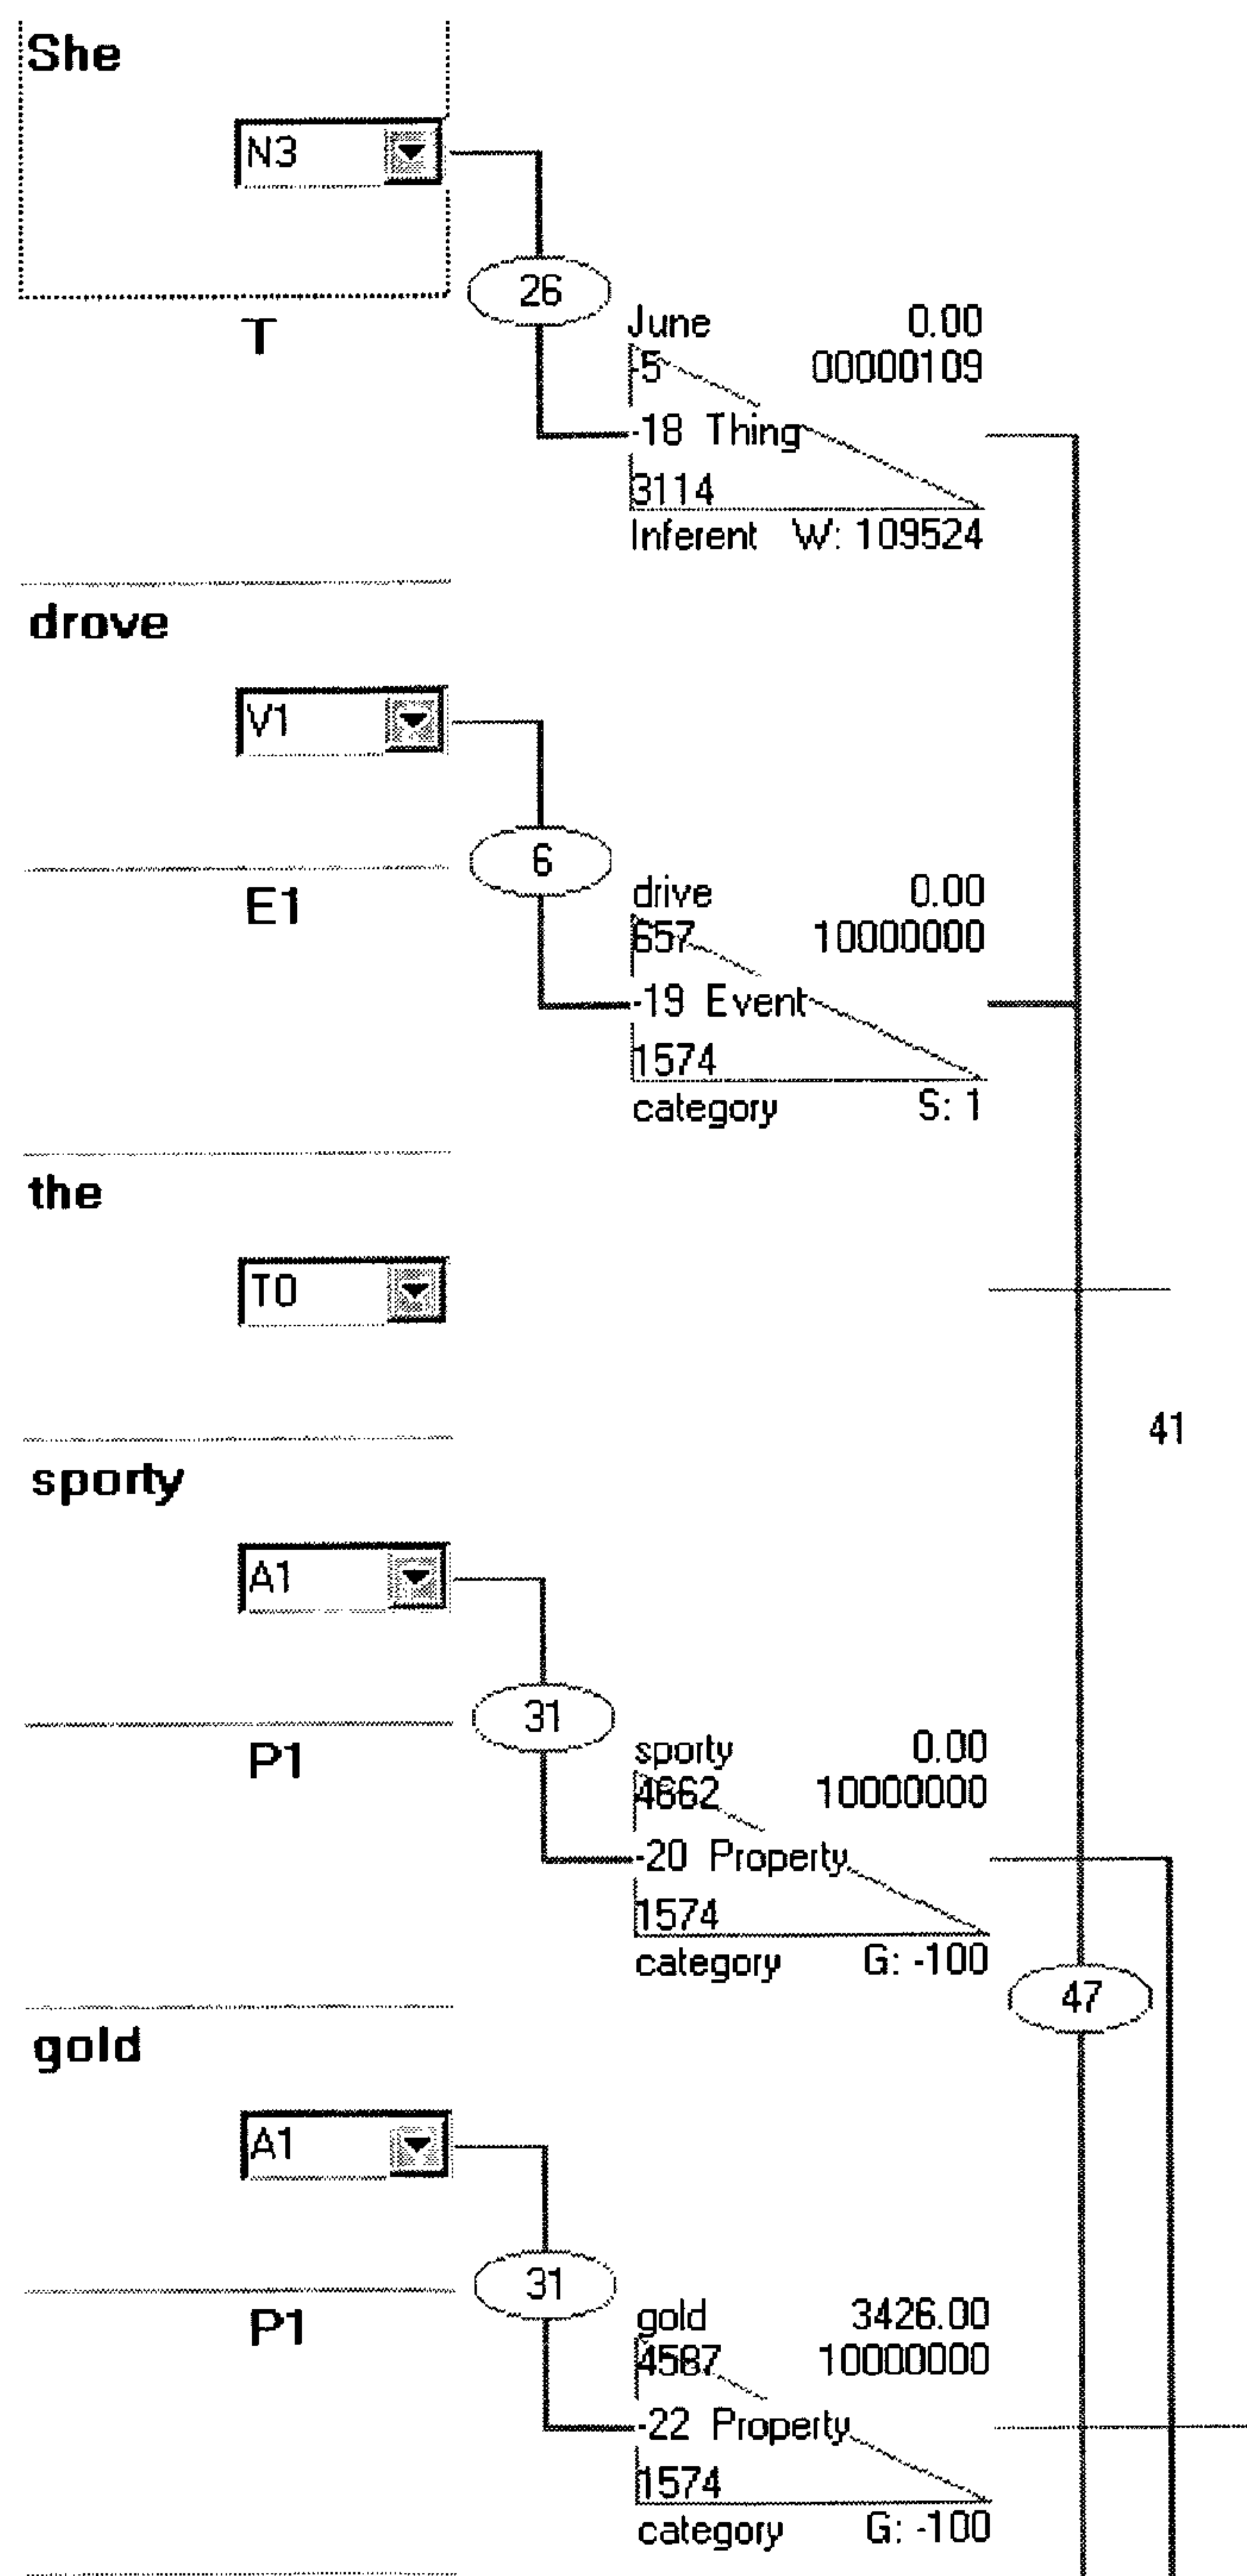 She
N3
26
T
June 0.00
-5 00000109
-18 Thing
3114
Inferent W: 109524
drove
V1
6
E1
drive 0.00
657 10000000
-19 Event
1574
category S: 1
the
T0
41
sporty
A1
31
P1
sporty 0.00
4662 10000000
-20 Property
1574
category G: -100
47
gold
A1
31
P1
gold 3426.00
4587 10000000
-22 Property
1574
category G: -100